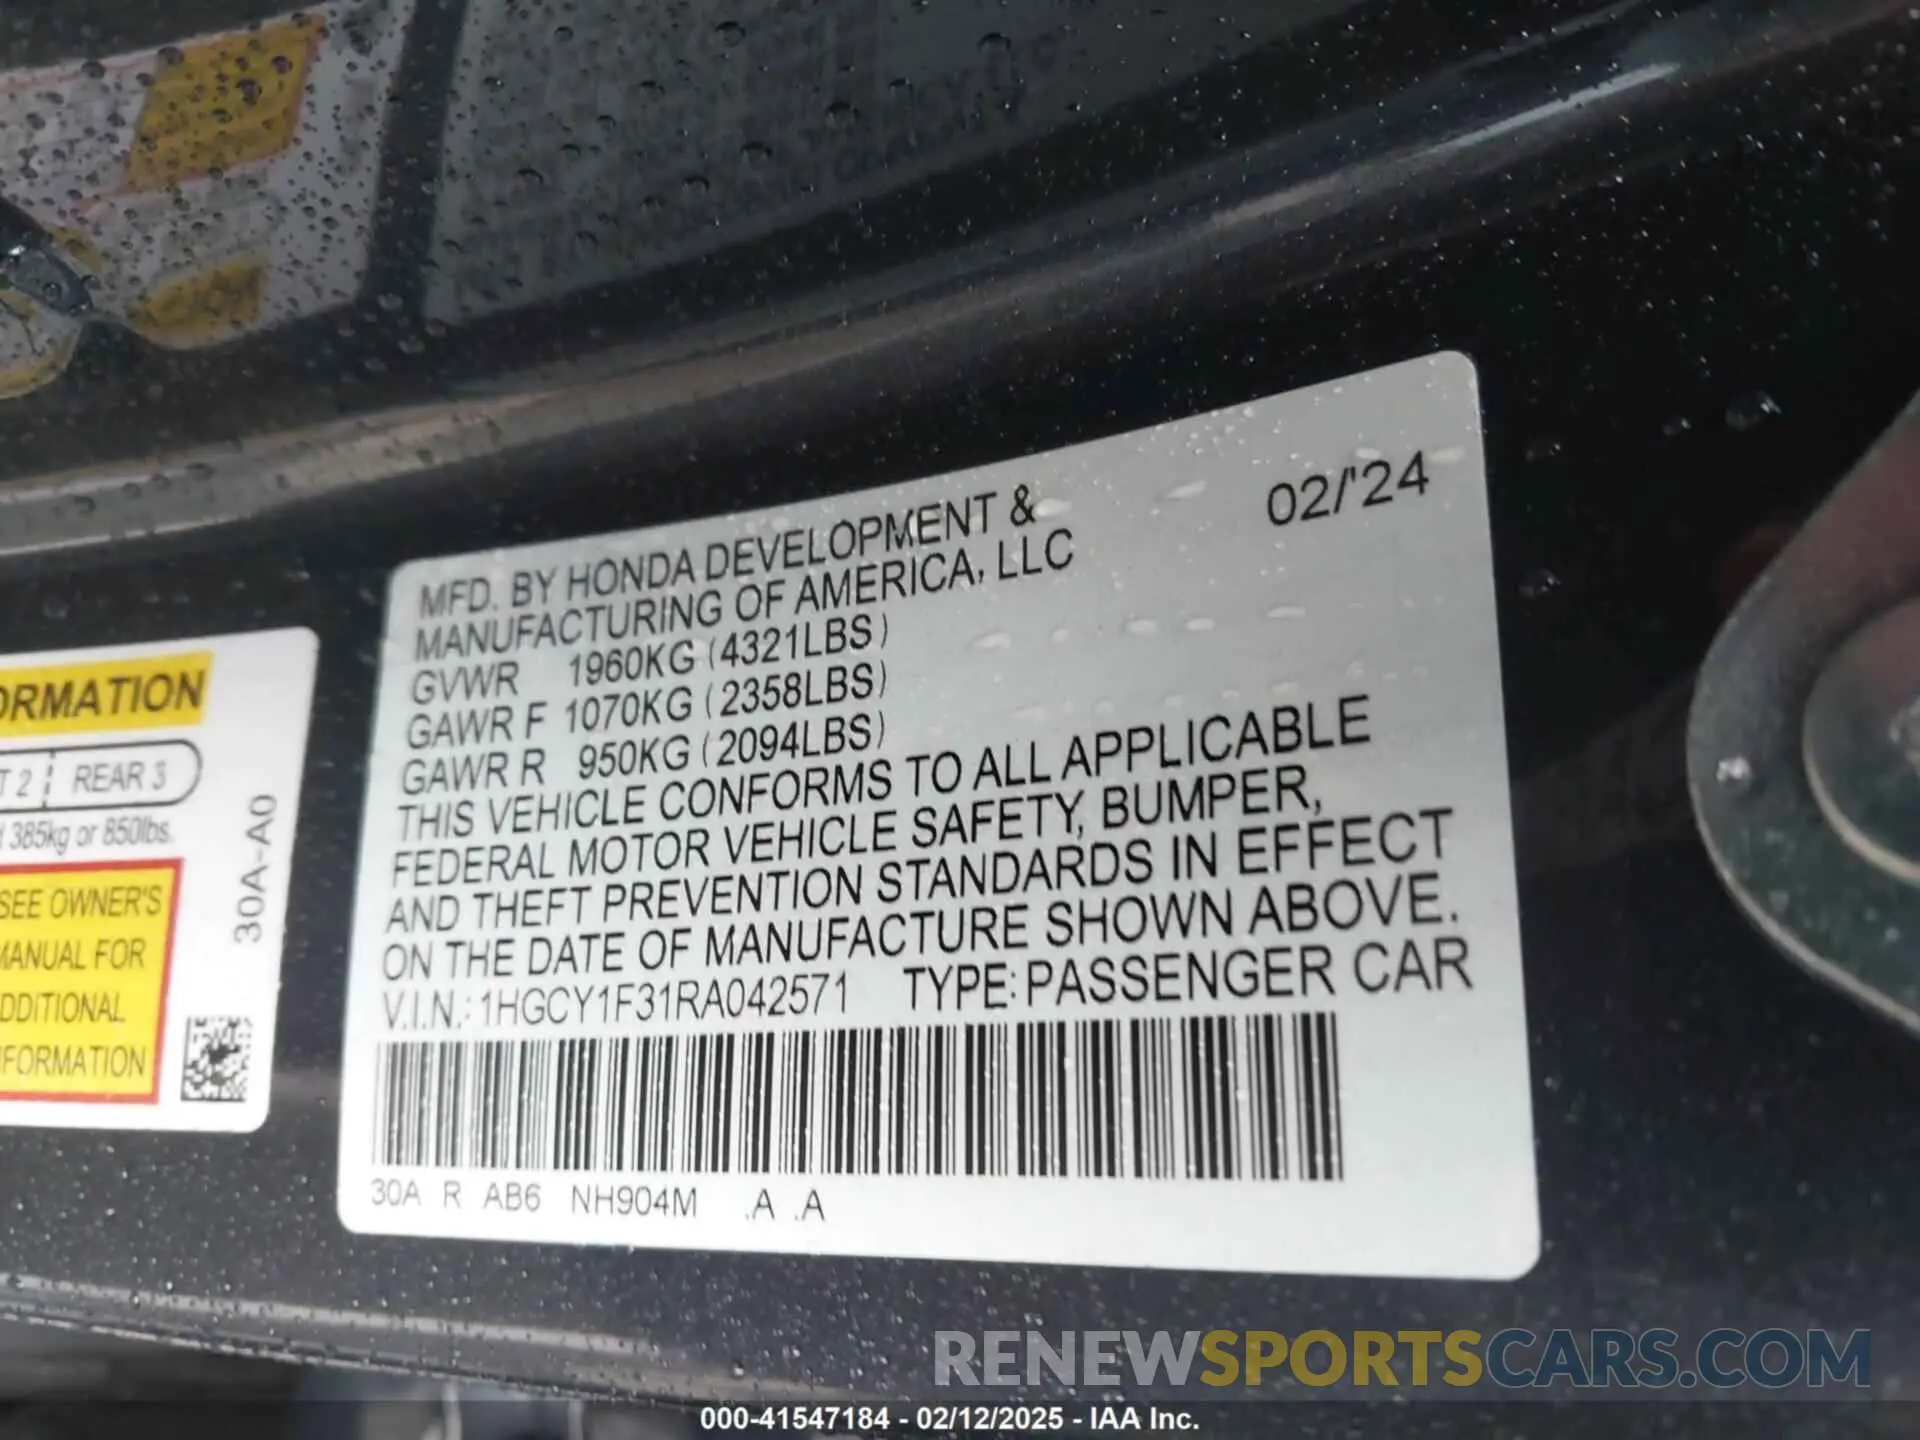 MFD. BY HONDA DEVELOPMENT &
MANUFACTURING OF AMERICA, LLC
02/'24
GVWR 1960KG (4321LBS)
GAWR F 1070KG (2358LBS)
GAWR R 950KG (2094LBS)
THIS VEHICLE CONFORMS TO ALL APPLICABLE
FEDERAL MOTOR VEHICLE SAFETY, BUMPER,
AND THEFT PREVENTION STANDARDS IN EFFECT
ON THE DATE OF MANUFACTURE SHOWN ABOVE.
V.I.N.: 1HGCY1F31RA042571 TYPE: PASSENGER CAR
30A R AB6 NH904M .A .A
ORMATION
T 2 REAR 3
385kg or 850lbs.
SEE OWNER'S
MANUAL FOR
DDITIONAL
FORMATION
30A-A0
RENEWSPORTSCARS.COM
000-41547184 - 02/12/2025 - IAA Inc.